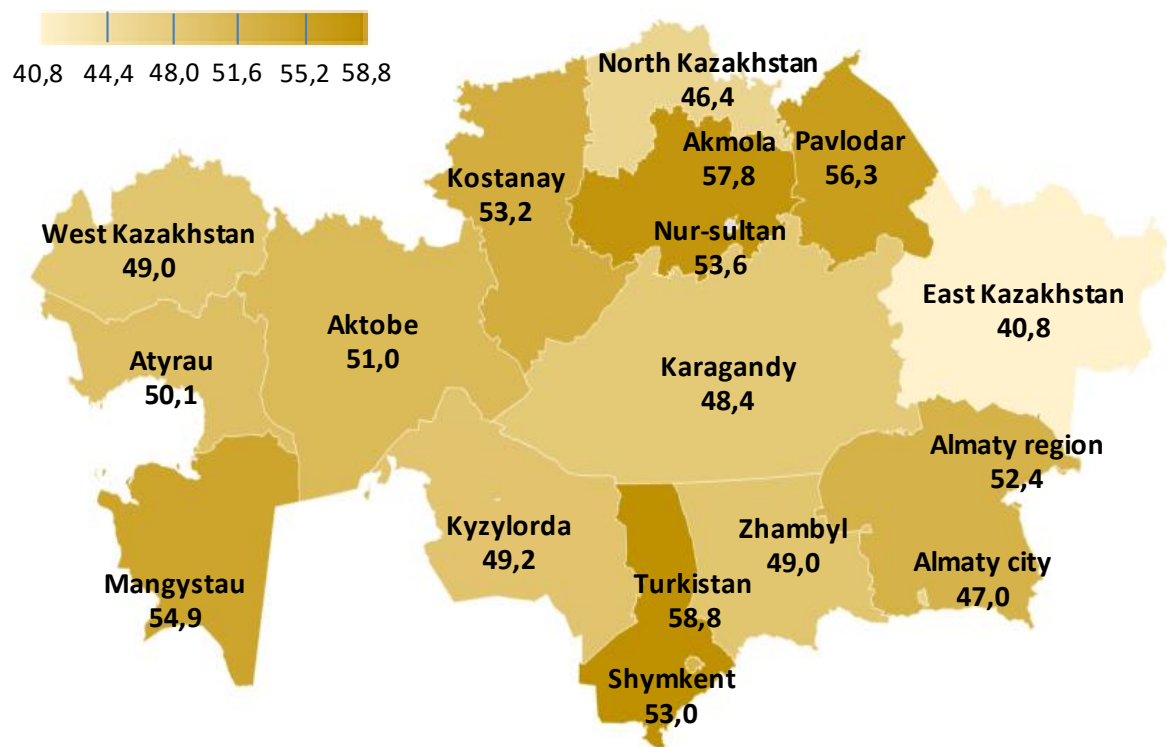 40,8 44,4 48,0 51,6 55,2 58,8
North Kazakhstan
46,4
Akmola
57,8
Pavlodar
56,3
Kostanay
53,2
Nur-sultan
53,6
West Kazakhstan
49,0
East Kazakhstan
40,8
Aktobe
51,0
Atyrau
50,1
Karagandy
48,4
Almaty region
52,4
Kyzylorda
49,2
Zhambyl
49,0
Almaty city
47,0
Mangystau
54,9
Turkistan
58,8
Shymkent
53,0